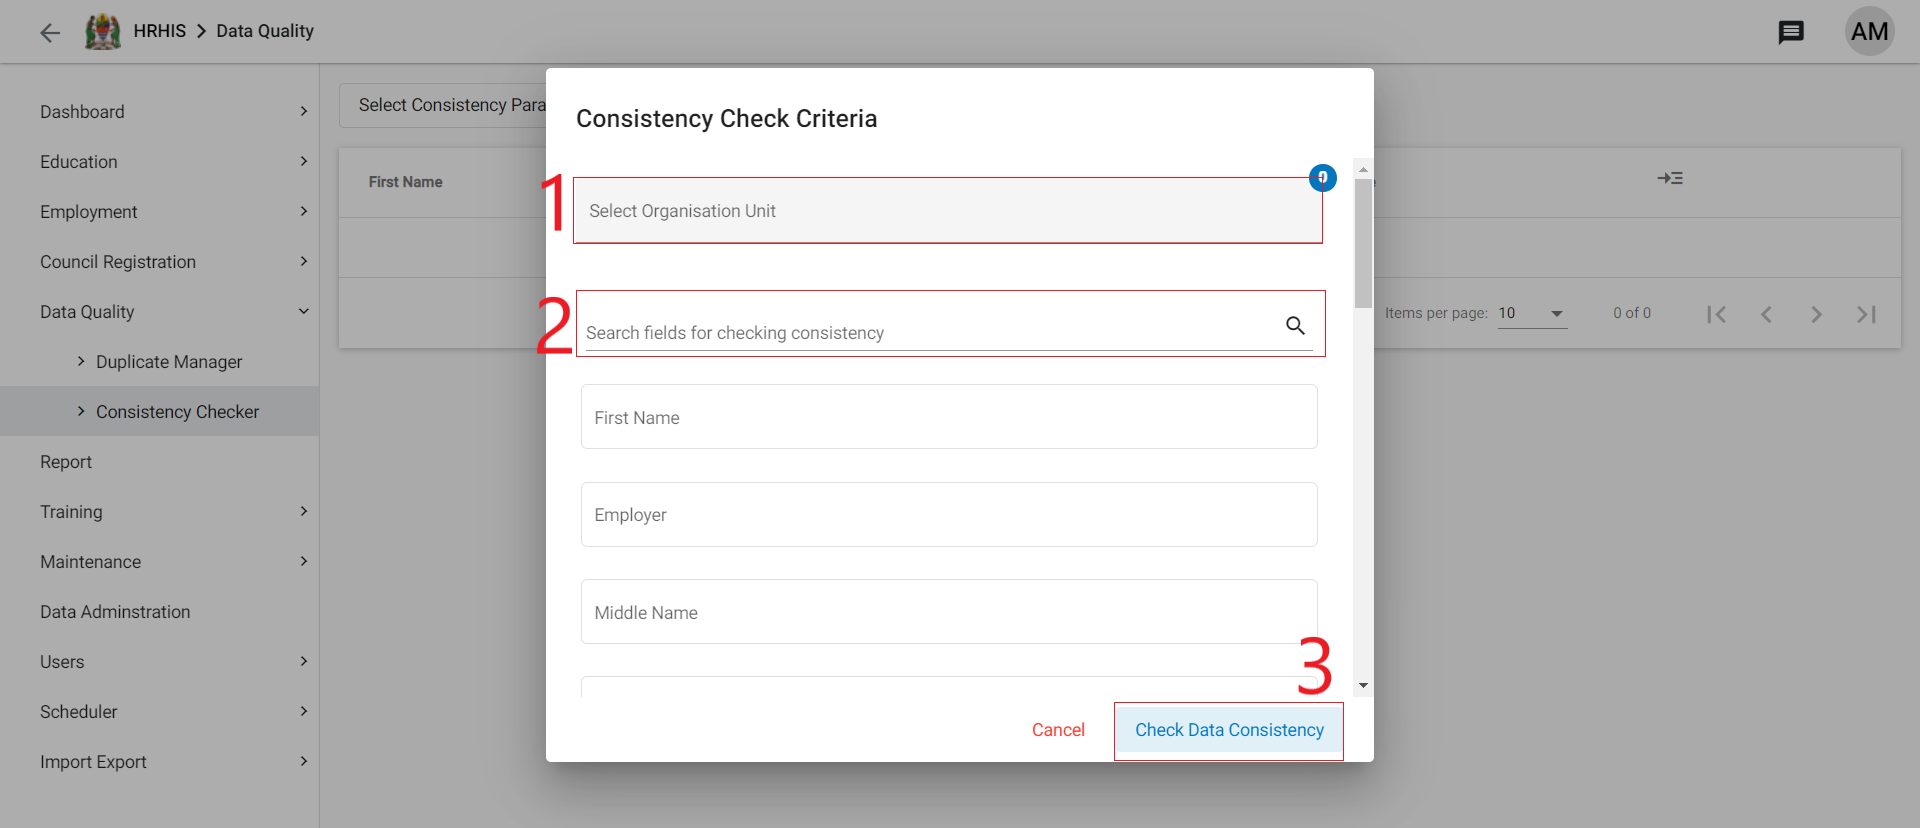 HRHIS > Data Quality
AM
Dashboard
Education
Employment
Council Registration
Data Quality
Duplicate Manager
Consistency Checker
Report
Training
Maintenance
Data Adminstration
Users
Scheduler
Import Export
Select Consistency Para
First Name
Items per page: 10
0 of 0
Consistency Check Criteria
1
0
Select Organisation Unit
2
Search fields for checking consistency
First Name
Employer
Middle Name
3
Cancel
Check Data Consistency